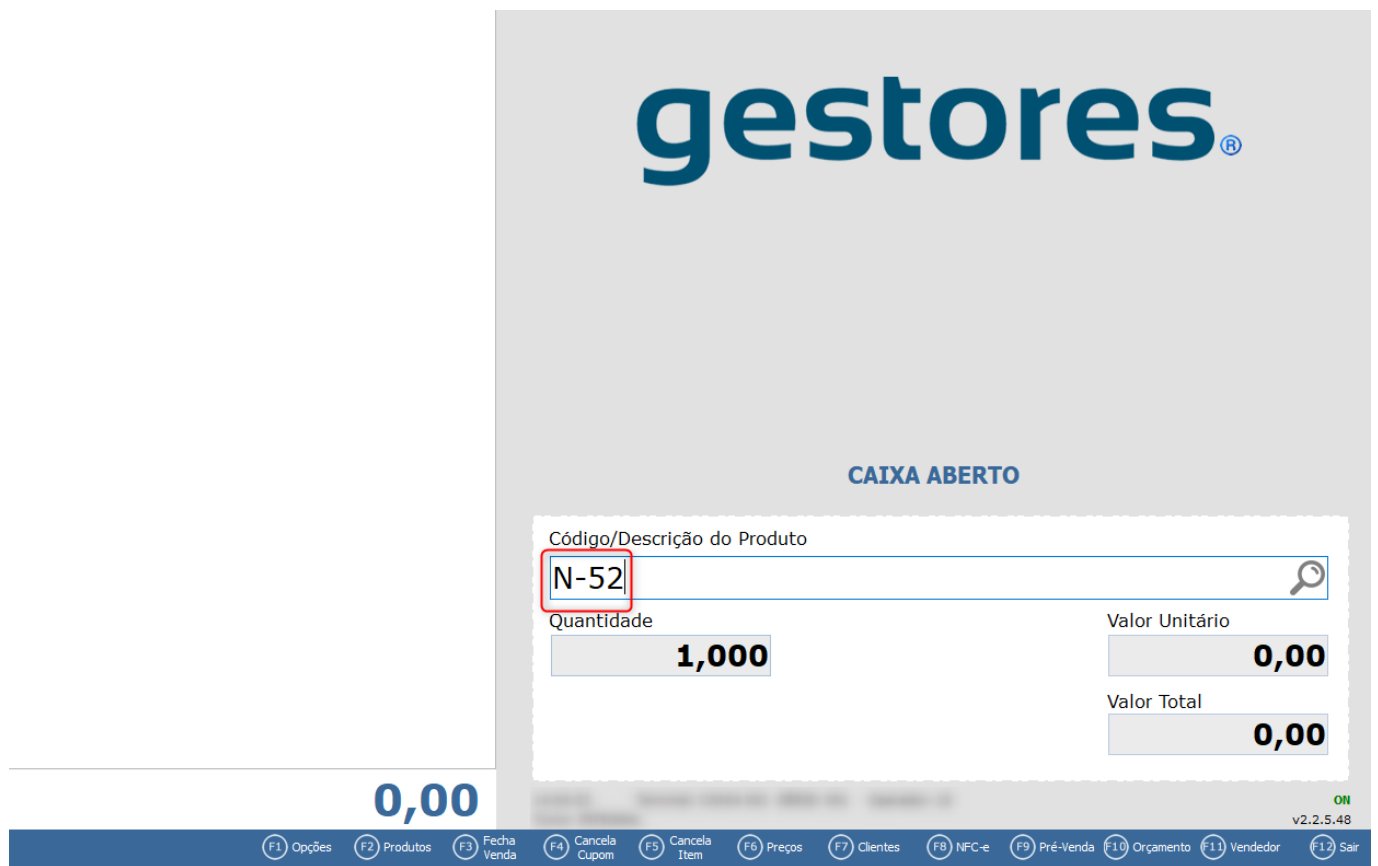 gestores®
CAIXA ABERTO
Código/Descrição do Produto
N-52
Quantidade
Valor Unitário
1,000
0,00
Valor Total
0,00
0,00
ON
v2.2.5.48
F1 Opções F2 Produtos F3 Fecha Venda F4 Cancela Cupom F5 Cancela Item F6 Preços F7 Clientes F8 NFC-e F9 Pré-Venda F10 Orçamento F11 Vendedor F12 Sair